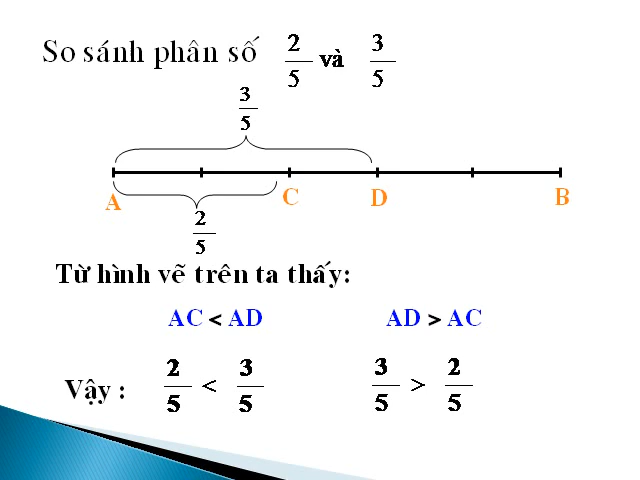 So sánh phân số 2/5 và 3/5
3/5
A C D B
2/5
Từ hình vẽ trên ta thấy:
AC < AD AD > AC
Vậy : 2/5 < 3/5 3/5 > 2/5